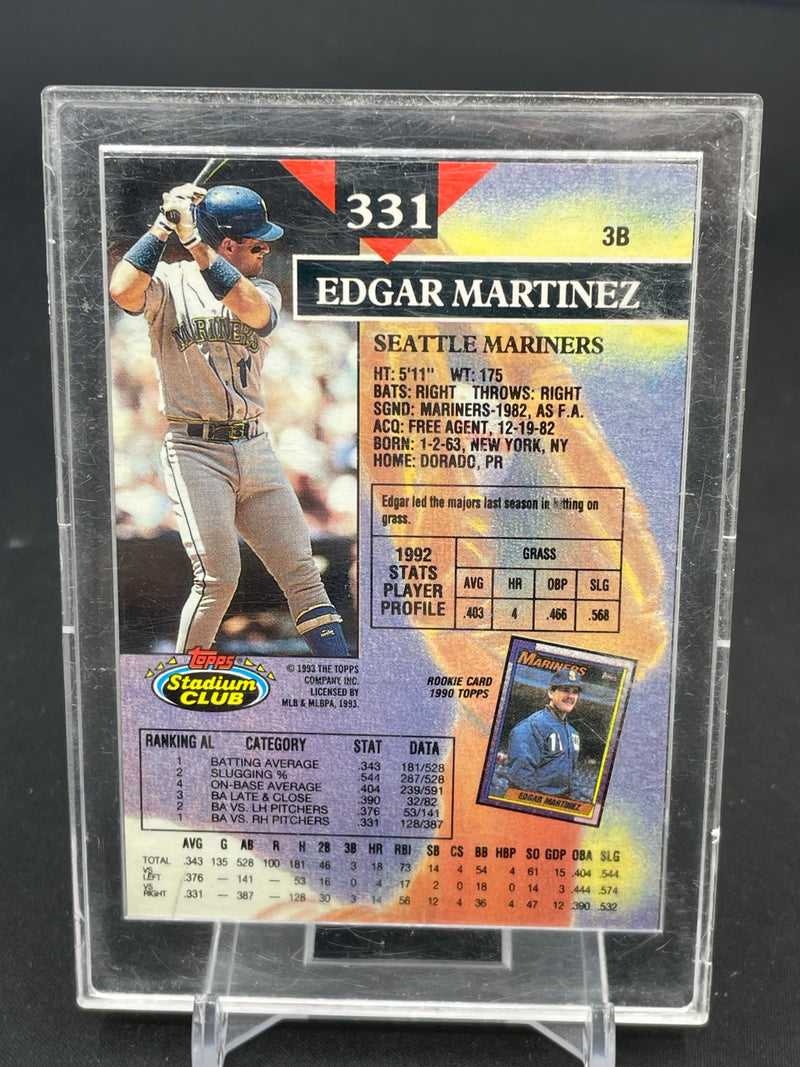 331
3B
EDGAR MARTINEZ
MARINERS
SEATTLE MARINERS
HT: 5'11" WT: 175
BATS: RIGHT THROWS: RIGHT
SGND: MARINERS-1982, AS F.A.
ACQ: FREE AGENT, 12-19-82
BORN: 1-2-63, NEW YORK, NY
HOME: DORADO, PR
Edgar led the majors last season in hitting on
grass.
1992 STATS PLAYER PROFILE
GRASS
AVG HR OBP SLG
.403 4 .466 .568
TOPPS
Stadium
CLUB
© 1993 THE TOPPS
COMPANY, INC.
LICENSED BY
MLB & MLBPA, 1993.
ROOKIE CARD
1990 TOPPS
MARINERS
11
EDGAR MARTINEZ
RANKING AL CATEGORY STAT DATA
1 BATTING AVERAGE .343 181/528
2 SLUGGING % .544 287/528
4 ON-BASE AVERAGE .404 239/591
3 BA LATE & CLOSE .390 32/82
2 BA VS. LH PITCHERS .376 53/141
1 BA VS. RH PITCHERS .331 128/387
AVG G AB R H 2B 3B HR RBI SB CS BB HBP SO GDP OBA SLG
TOTAL .343 135 528 100 181 46 3 18 73 14 4 54 4 61 15 .404 .544
VS. LEFT .376 — 141 — 53 16 0 4 17 2 0 18 0 14 3 .444 .574
VS. RIGHT .331 — 387 — 128 30 3 14 56 12 4 36 4 47 12 .390 .532